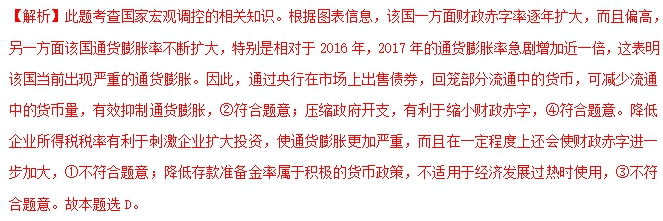 【解析】此题考查国家宏观调控的相关知识。根据图表信息，该国一方面财政赤字率逐年扩大，而且偏高，
另一方面该国通货膨胀率不断扩大，特别是相对于 2016 年，2017 年的通货膨胀率急剧增加近一倍，这表明
该国当前出现严重的通货膨胀。因此，通过央行在市场上出售债券，回笼部分流通中的货币，可减少流通
中的货币量，有效抑制通货膨胀，②符合题意；压缩政府开支，有利于缩小财政赤字，④符合题意。降低
企业所得税税率有利于刺激企业扩大投资，使通货膨胀更加严重，而且在一定程度上还会使财政赤字进一
步加大，①不符合题意；降低存款准备金率属于积极的货币政策，不适用于经济发展过热时使用，③不符
合题意。故本题选 D。